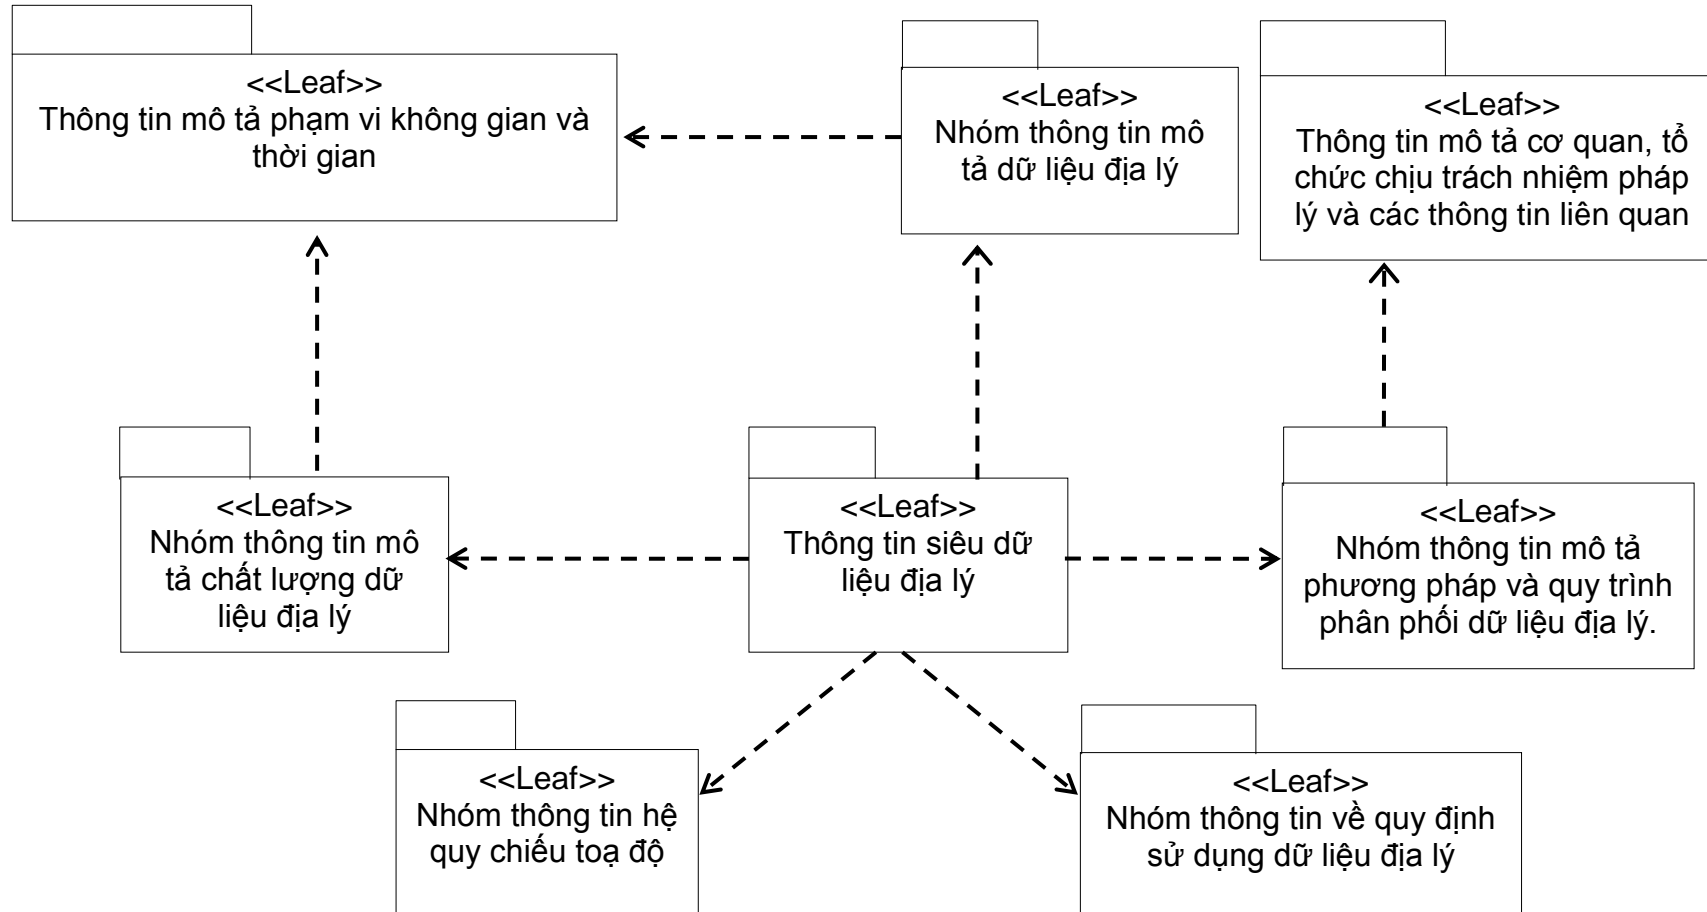 <<Leaf>>
Thông tin mô tả phạm vi không gian và
thời gian
<<Leaf>>
Nhóm thông tin mô
tả dữ liệu địa lý
<<Leaf>>
Thông tin mô tả cơ quan, tổ
chức chịu trách nhiệm pháp
lý và các thông tin liên quan
<<Leaf>>
Nhóm thông tin mô
tả chất lượng dữ
liệu địa lý
<<Leaf>>
Thông tin siêu dữ
liệu địa lý
<<Leaf>>
Nhóm thông tin mô tả
phương pháp và quy trình
phân phối dữ liệu địa lý.
<<Leaf>>
Nhóm thông tin hệ
quy chiếu toạ độ
<<Leaf>>
Nhóm thông tin về quy định
sử dụng dữ liệu địa lý